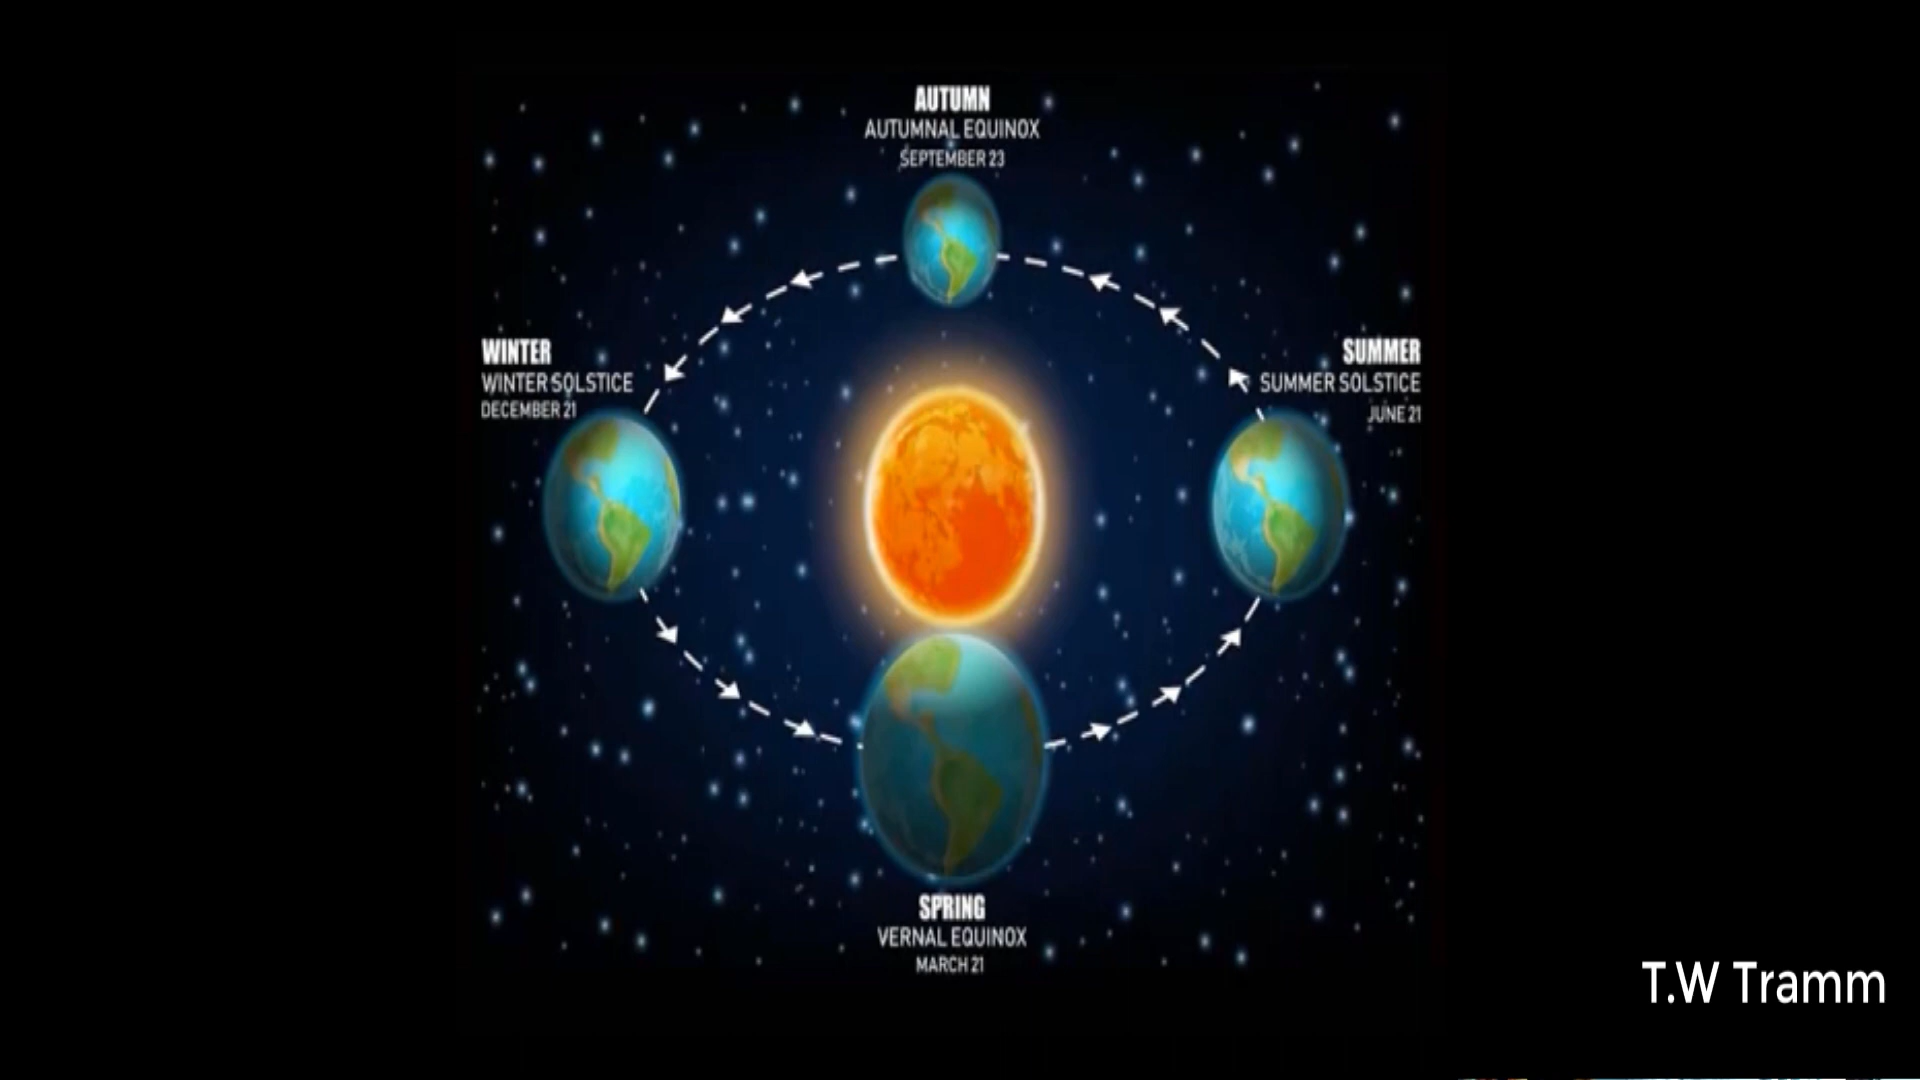 AUTUMN
AUTUMNAL EQUINOX
SEPTEMBER 23
WINTER
WINTER SOLSTICE
DECEMBER 21
SUMMER
SUMMER SOLSTICE
JUNE 21
SPRING
VERNAL EQUINOX
MARCH 21
T.W Tramm